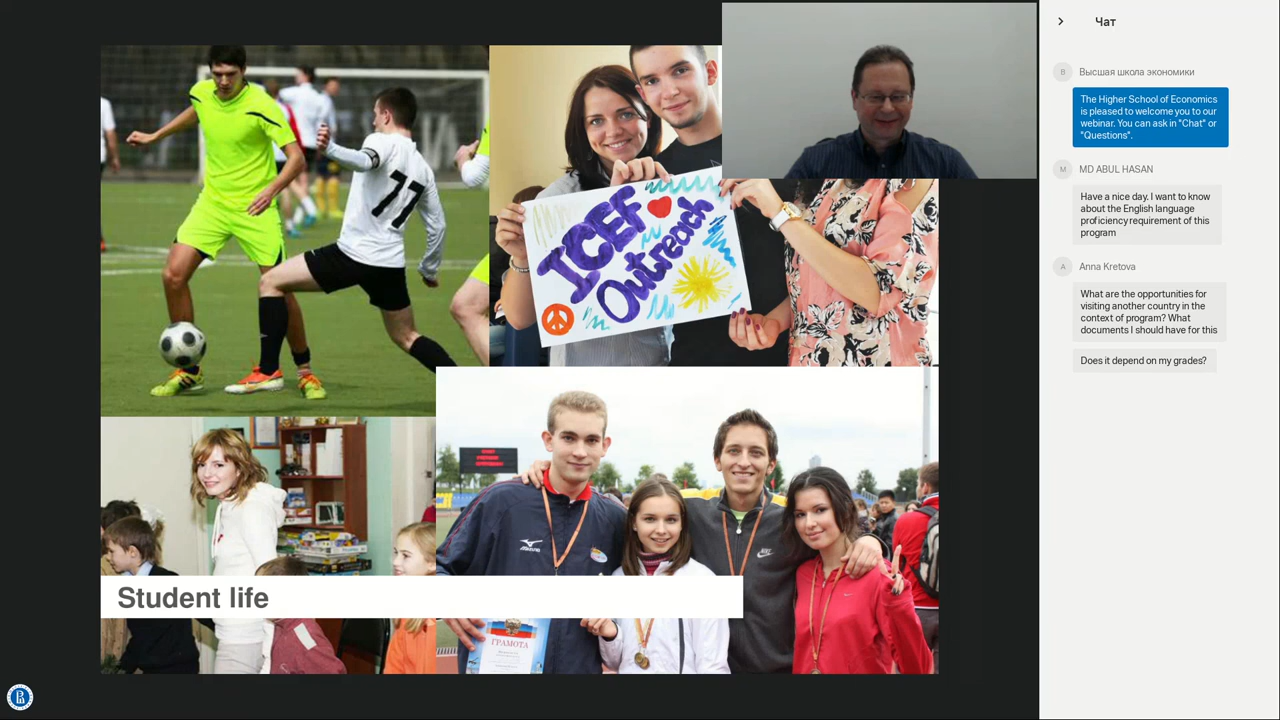 77
ICEF
Outreach
MIZUNO
NIKE
Student life
ГРАМОТА
Чат
В
Высшая школа экономики
The Higher School of Economics
is pleased to welcome you to our
webinar. You can ask in "Chat" or
"Questions".
M
MD ABUL HASAN
Have a nice day. I want to know
about the English language
proficiency requirement of this
program
A
Anna Kretova
What are the opportunities for
visiting another country in the
context of program? What
documents I should have for this
Does it depend on my grades?